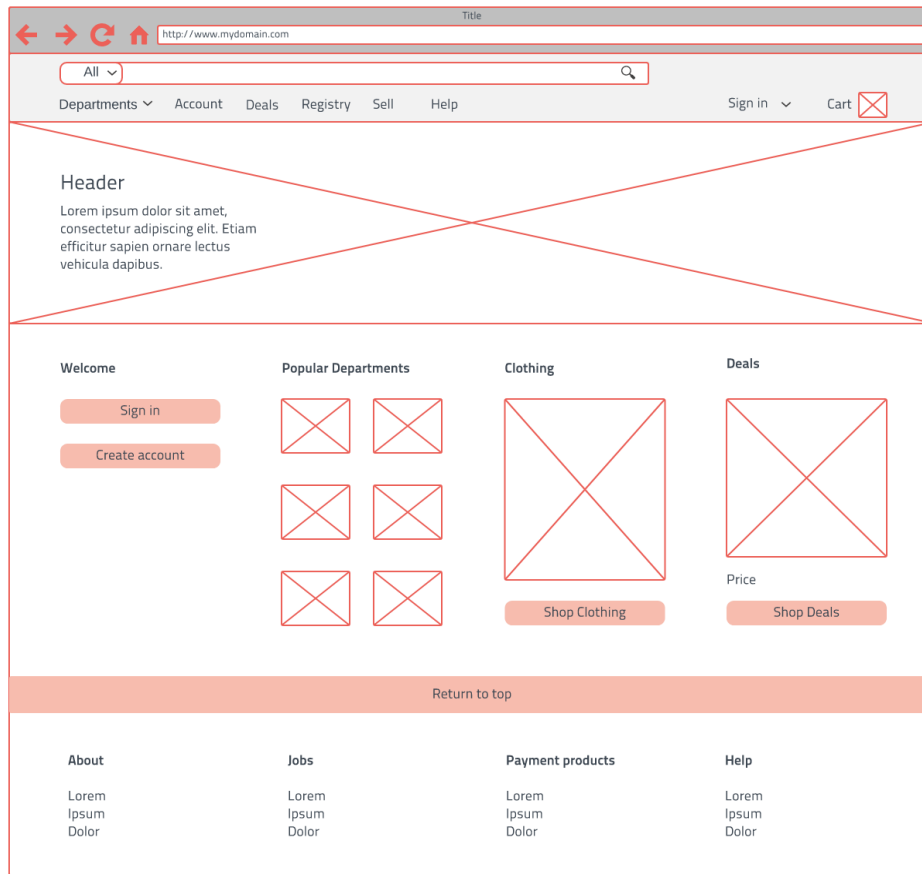 Title
http://www.mydomain.com
All
Departments Account Deals Registry Sell Help Sign in Cart
Header
Lorem ipsum dolor sit amet,
consectetur adipiscing elit. Etiam
efficitur sapien ornare lectus
vehicula dapibus.
Welcome
Sign in
Create account
Popular Departments
Clothing
Shop Clothing
Deals
Price
Shop Deals
Return to top
About
Lorem
Ipsum
Dolor
Jobs
Lorem
Ipsum
Dolor
Payment products
Lorem
Ipsum
Dolor
Help
Lorem
Ipsum
Dolor